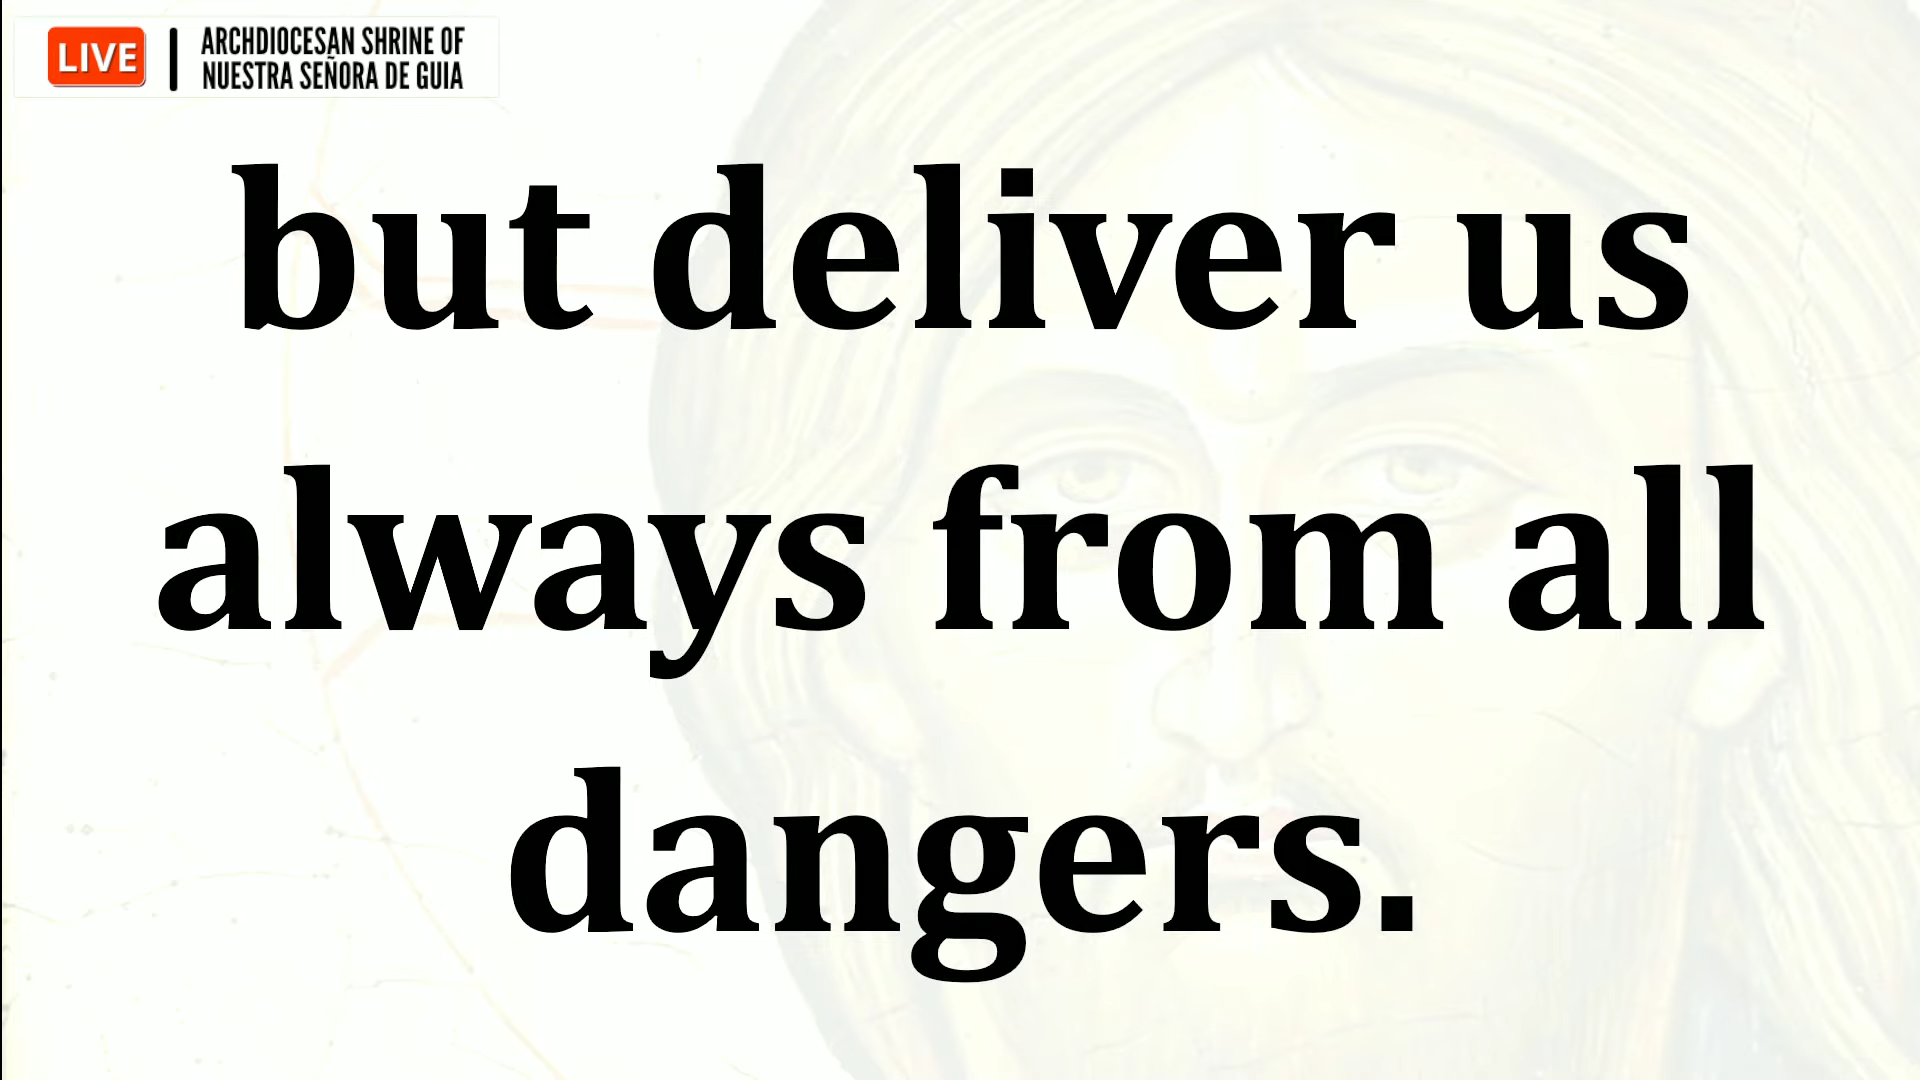 LIVE
ARCHDIOCESAN SHRINE OF
NUESTRA SEÑORA DE GUIA
but deliver us
always from all
dangers.